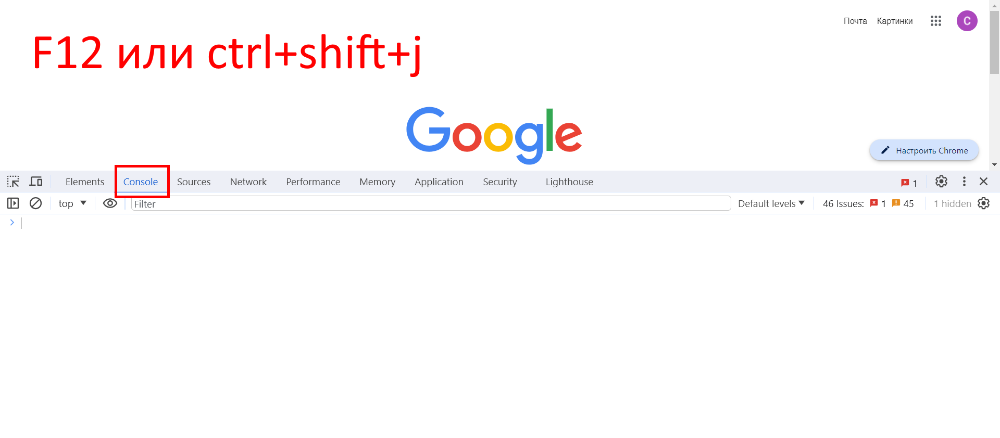 Почта Картинки C
F12 или ctrl+shift+j
Google
Настроить Chrome
Elements Console Sources Network Performance Memory Application Security Lighthouse 1
top Filter Default levels 46 Issues: 1 45 1 hidden